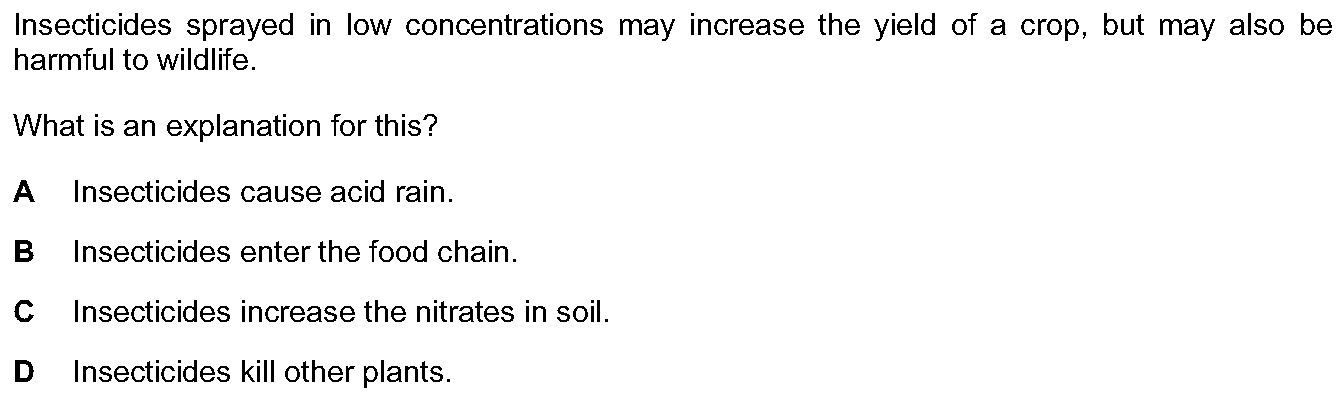 Insecticides sprayed in low concentrations may increase the yield of a crop, but may also be
harmful to wildlife.
What is an explanation for this?
A Insecticides cause acid rain.
B Insecticides enter the food chain.
C Insecticides increase the nitrates in soil.
D Insecticides kill other plants.